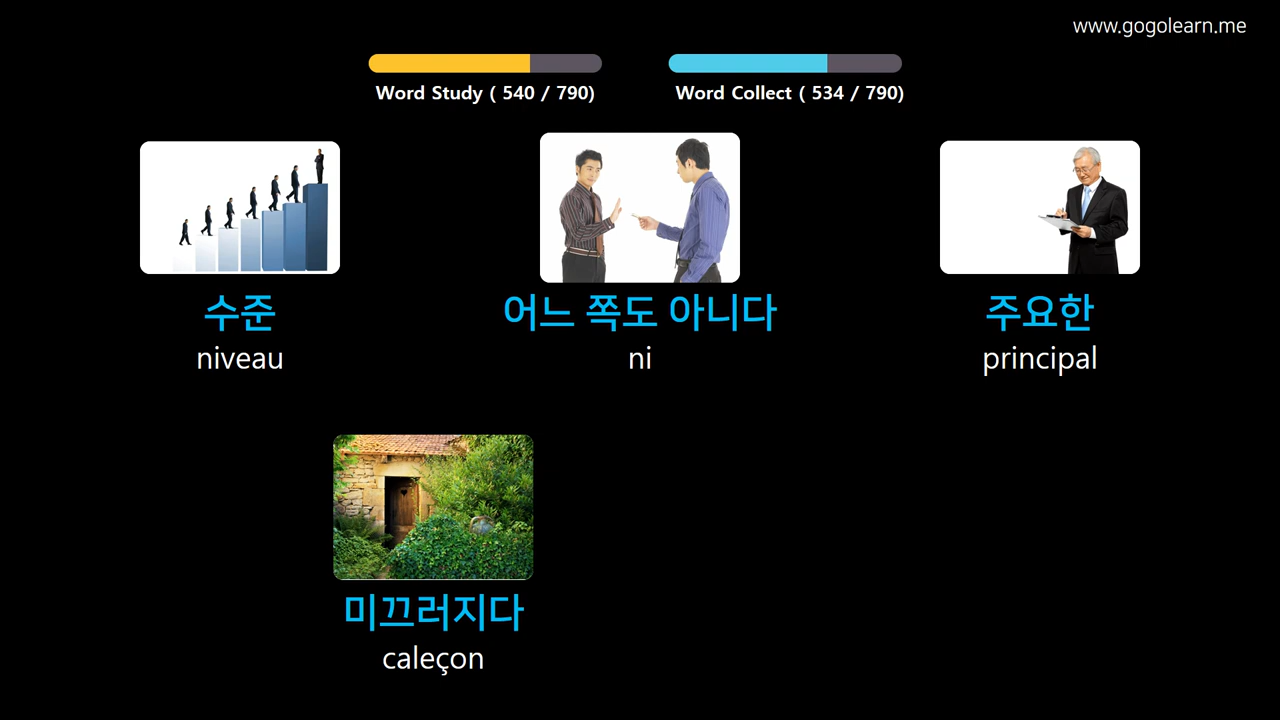 www.gogolearn.me
Word Study ( 540 / 790)
Word Collect ( 534 / 790)
수준
niveau
어느 쪽도 아니다
ni
주요한
principal
미끄러지다
caleçon